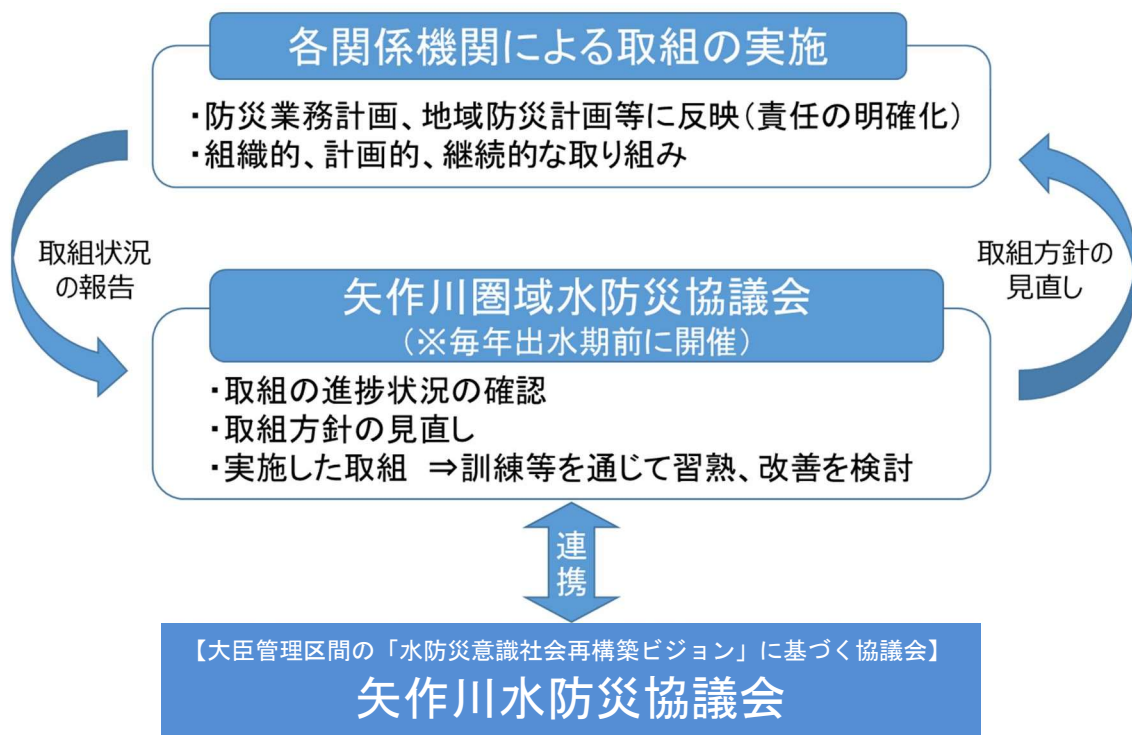 各関係機関による取組の実施
・防災業務計画、地域防災計画等に反映（責任の明確化）
・組織的、計画的、継続的な取り組み
取組状況
の報告
取組方針の
見直し
矢作川圏域水防災協議会
（※毎年出水期前に開催）
・取組の進捗状況の確認
・取組方針の見直し
・実施した取組 ⇒訓練等を通じて習熟、改善を検討
連
携
【大臣管理区間の「水防災意識社会再構築ビジョン」に基づく協議会】
矢作川水防災協議会